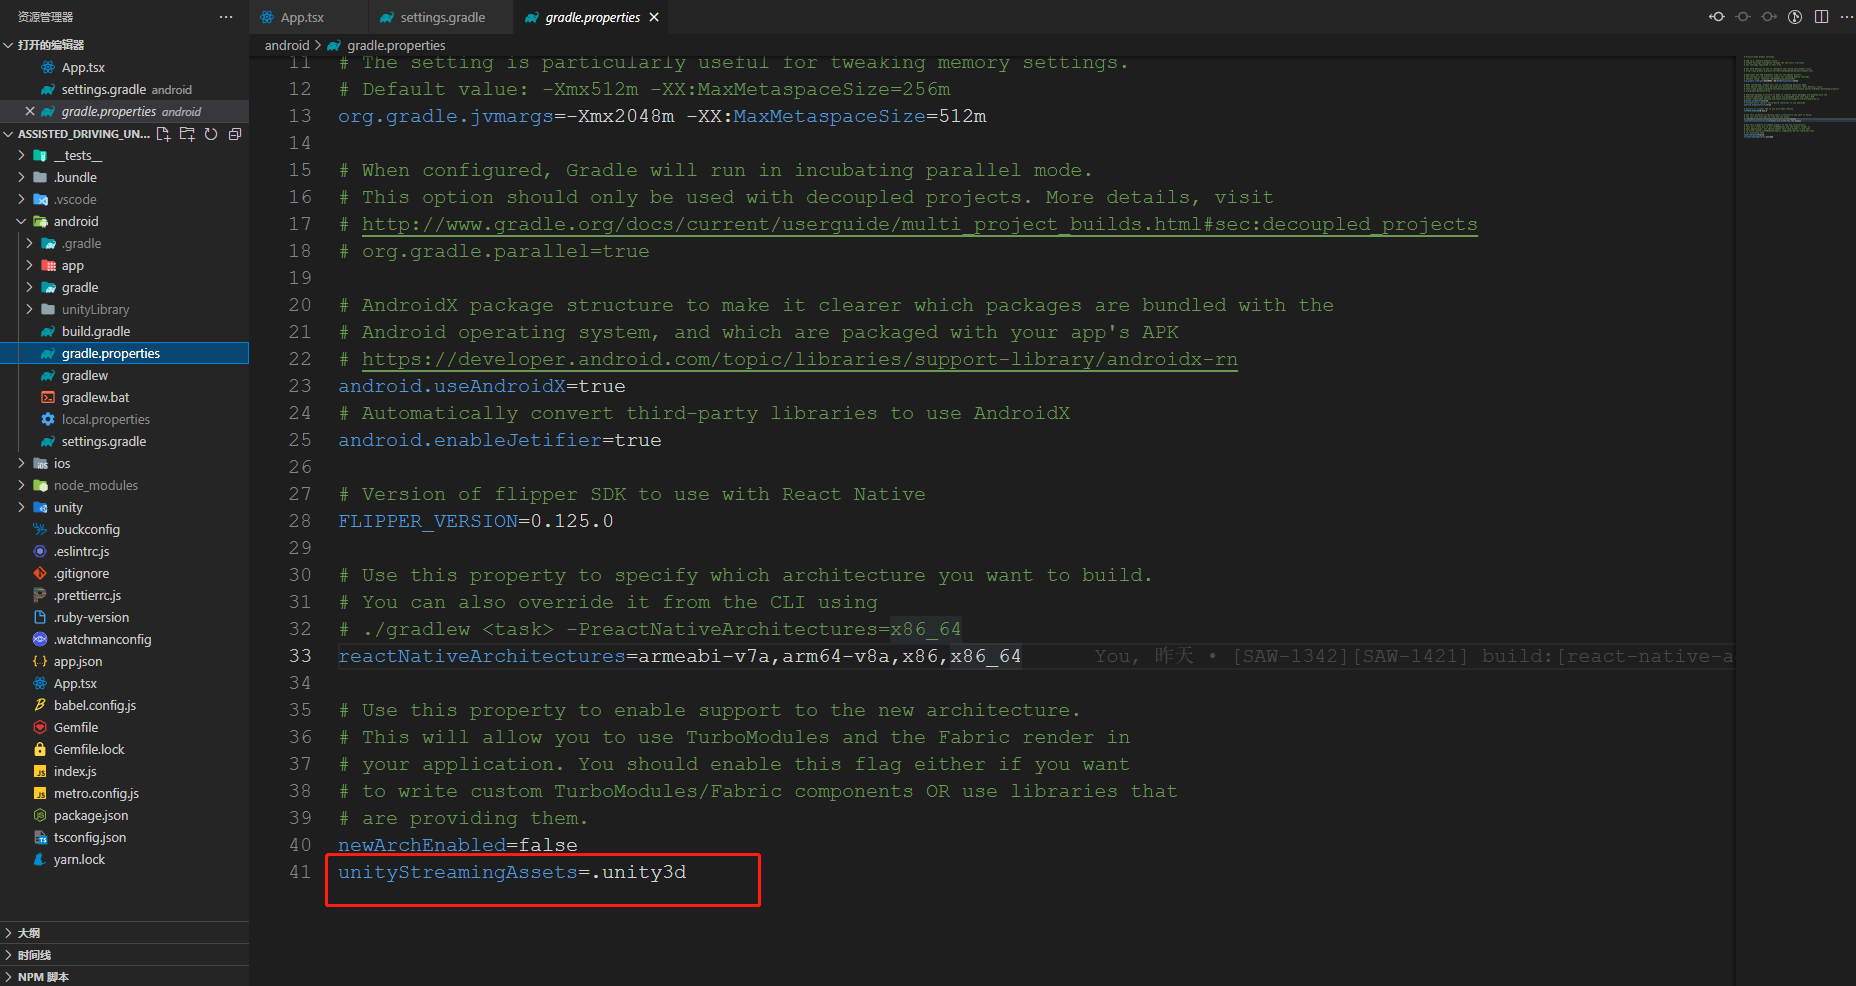 资源管理器
打开的编辑器
App.tsx
settings.gradle android
gradle.properties android
ASSISTED_DRIVING_UN...
__tests__
.bundle
.vscode
android
.gradle
app
gradle
unityLibrary
build.gradle
gradle.properties
gradlew
gradlew.bat
local.properties
settings.gradle
ios
node_modules
unity
.buckconfig
.eslintrc.js
.gitignore
.prettierrc.js
.ruby-version
.watchmanconfig
app.json
App.tsx
babel.config.js
Gemfile
Gemfile.lock
index.js
metro.config.js
package.json
tsconfig.json
yarn.lock
大纲
时间线
NPM 脚本
App.tsx
settings.gradle
gradle.properties
android > gradle.properties
11 # The setting is particularly useful for tweaking memory settings.
12 # Default value: -Xmx512m -XX:MaxMetaspaceSize=256m
13 org.gradle.jvmargs=-Xmx2048m -XX:MaxMetaspaceSize=512m
14
15 # When configured, Gradle will run in incubating parallel mode.
16 # This option should only be used with decoupled projects. More details, visit
17 # http://www.gradle.org/docs/current/userguide/multi_project_builds.html#sec:decoupled_projects
18 # org.gradle.parallel=true
19
20 # AndroidX package structure to make it clearer which packages are bundled with the
21 # Android operating system, and which are packaged with your app's APK
22 # https://developer.android.com/topic/libraries/support-library/androidx-rn
23 android.useAndroidX=true
24 # Automatically convert third-party libraries to use AndroidX
25 android.enableJetifier=true
26
27 # Version of flipper SDK to use with React Native
28 FLIPPER_VERSION=0.125.0
29
30 # Use this property to specify which architecture you want to build.
31 # You can also override it from the CLI using
32 # ./gradlew <task> -PreactNativeArchitectures=x86_64
33 reactNativeArchitectures=armeabi-v7a,arm64-v8a,x86,x86_64 You, 昨天 • [SAW-1342][SAW-1421] build:[react-native-a
34
35 # Use this property to enable support to the new architecture.
36 # This will allow you to use TurboModules and the Fabric render in
37 # your application. You should enable this flag either if you want
38 # to write custom TurboModules/Fabric components OR use libraries that
39 # are providing them.
40 newArchEnabled=false
41 unityStreamingAssets=.unity3d